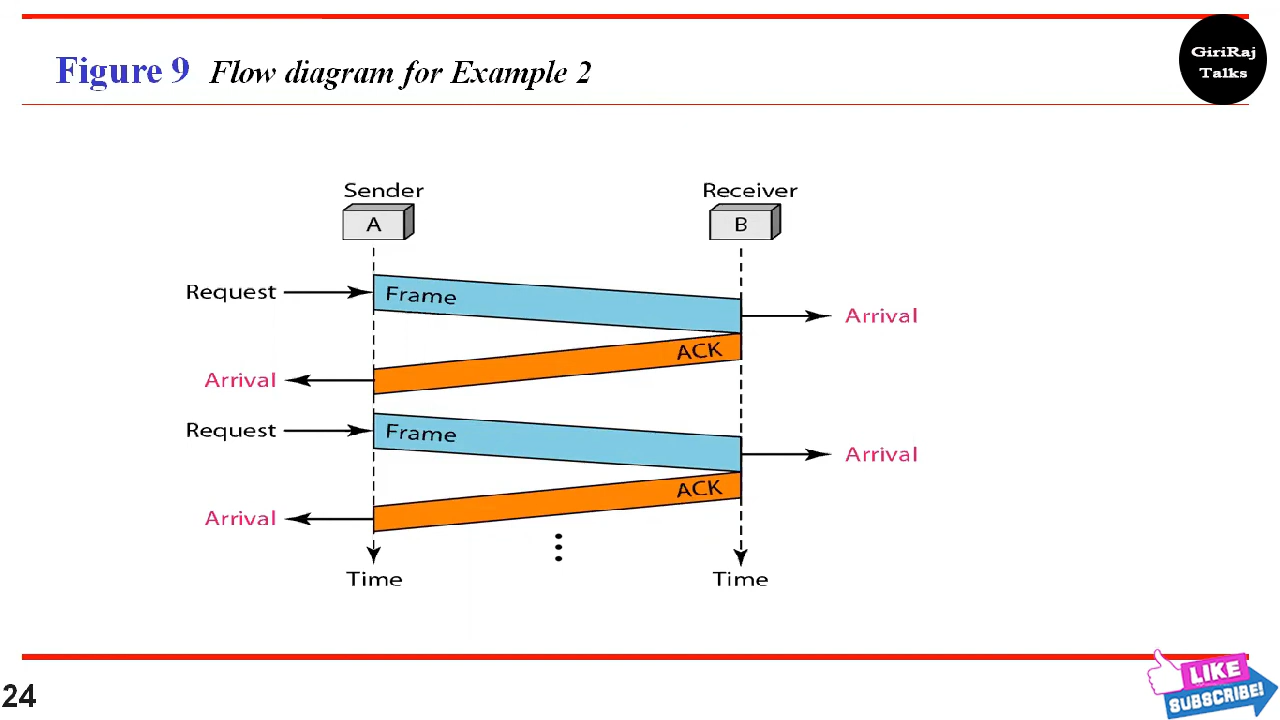 Figure 9 Flow diagram for Example 2
GiriRaj
Talks
Sender
Receiver
A
B
Request
Frame
Arrival
ACK
Arrival
Request
Frame
Arrival
ACK
Arrival
Time
Time
24
LIKE
SUBSCRIBE!